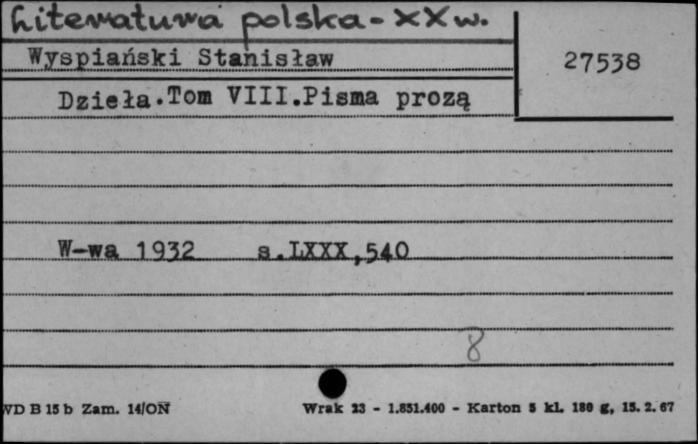 Literatura polska - XX w.
Wyspiański Stanisław
27538
Dzieła. Tom VIII. Pisma prozą
W-wa 1932 s.LXXX,540
8
WD B 15 b Zam. 14/ON Wrak 23 - 1.851.400 - Karton 5 kl. 180 g, 15. 2. 67